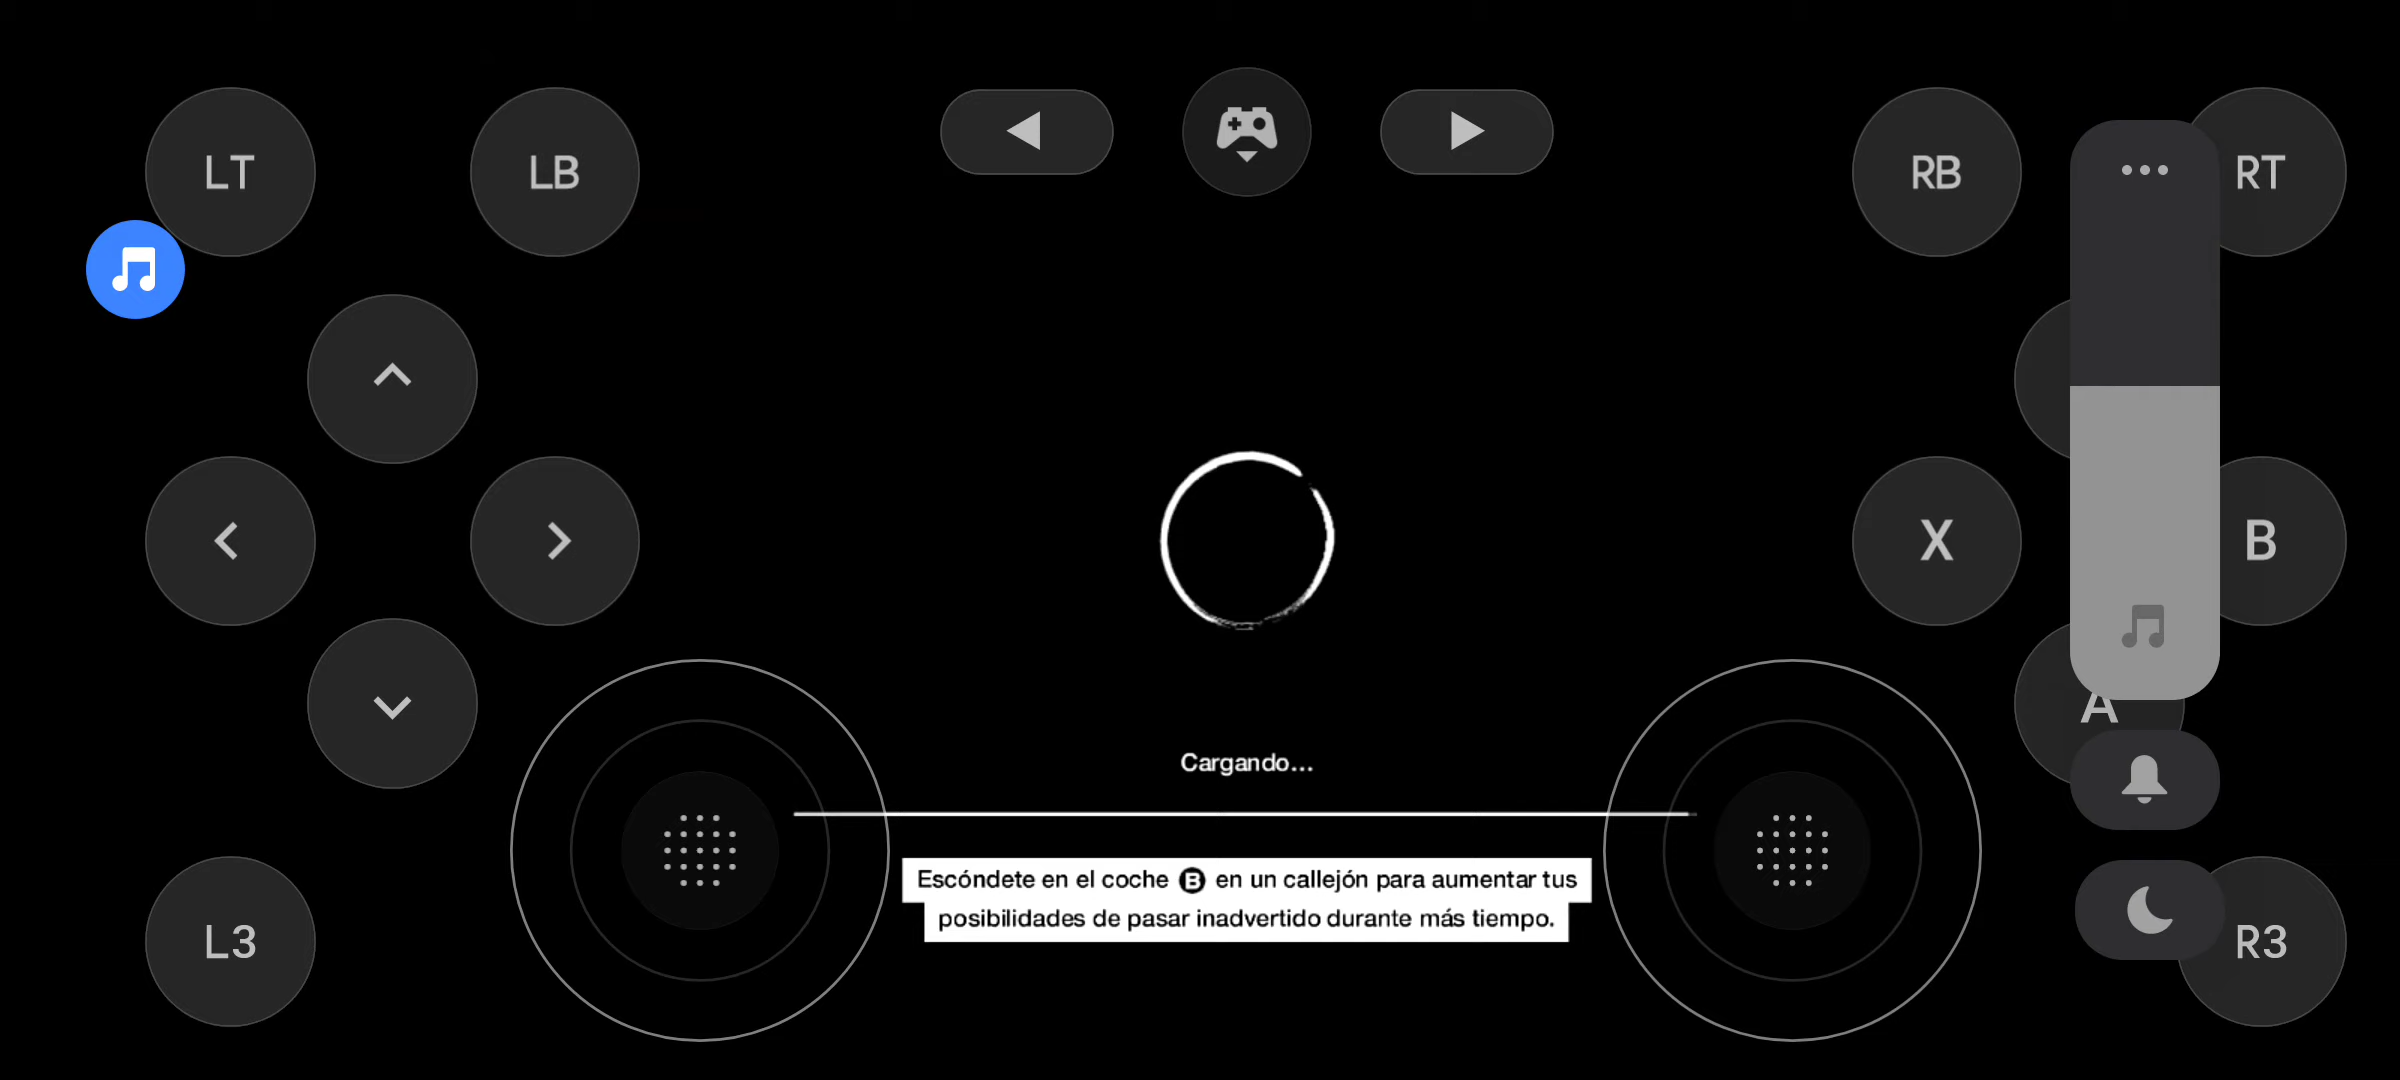 LT
LB
RB
RT
X
B
A
Cargando...
Escóndete en el coche B en un callejón para aumentar tus
posibilidades de pasar inadvertido durante más tiempo.
L3
R3